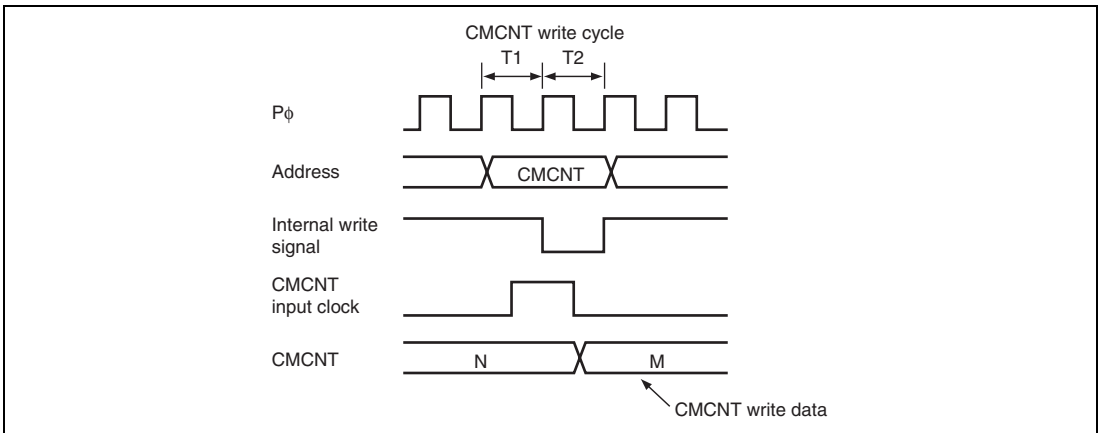 CMCNT write cycle
T1 T2
Pϕ
Address
CMCNT
Internal write
signal
CMCNT
input clock
CMCNT
N
M
CMCNT write data